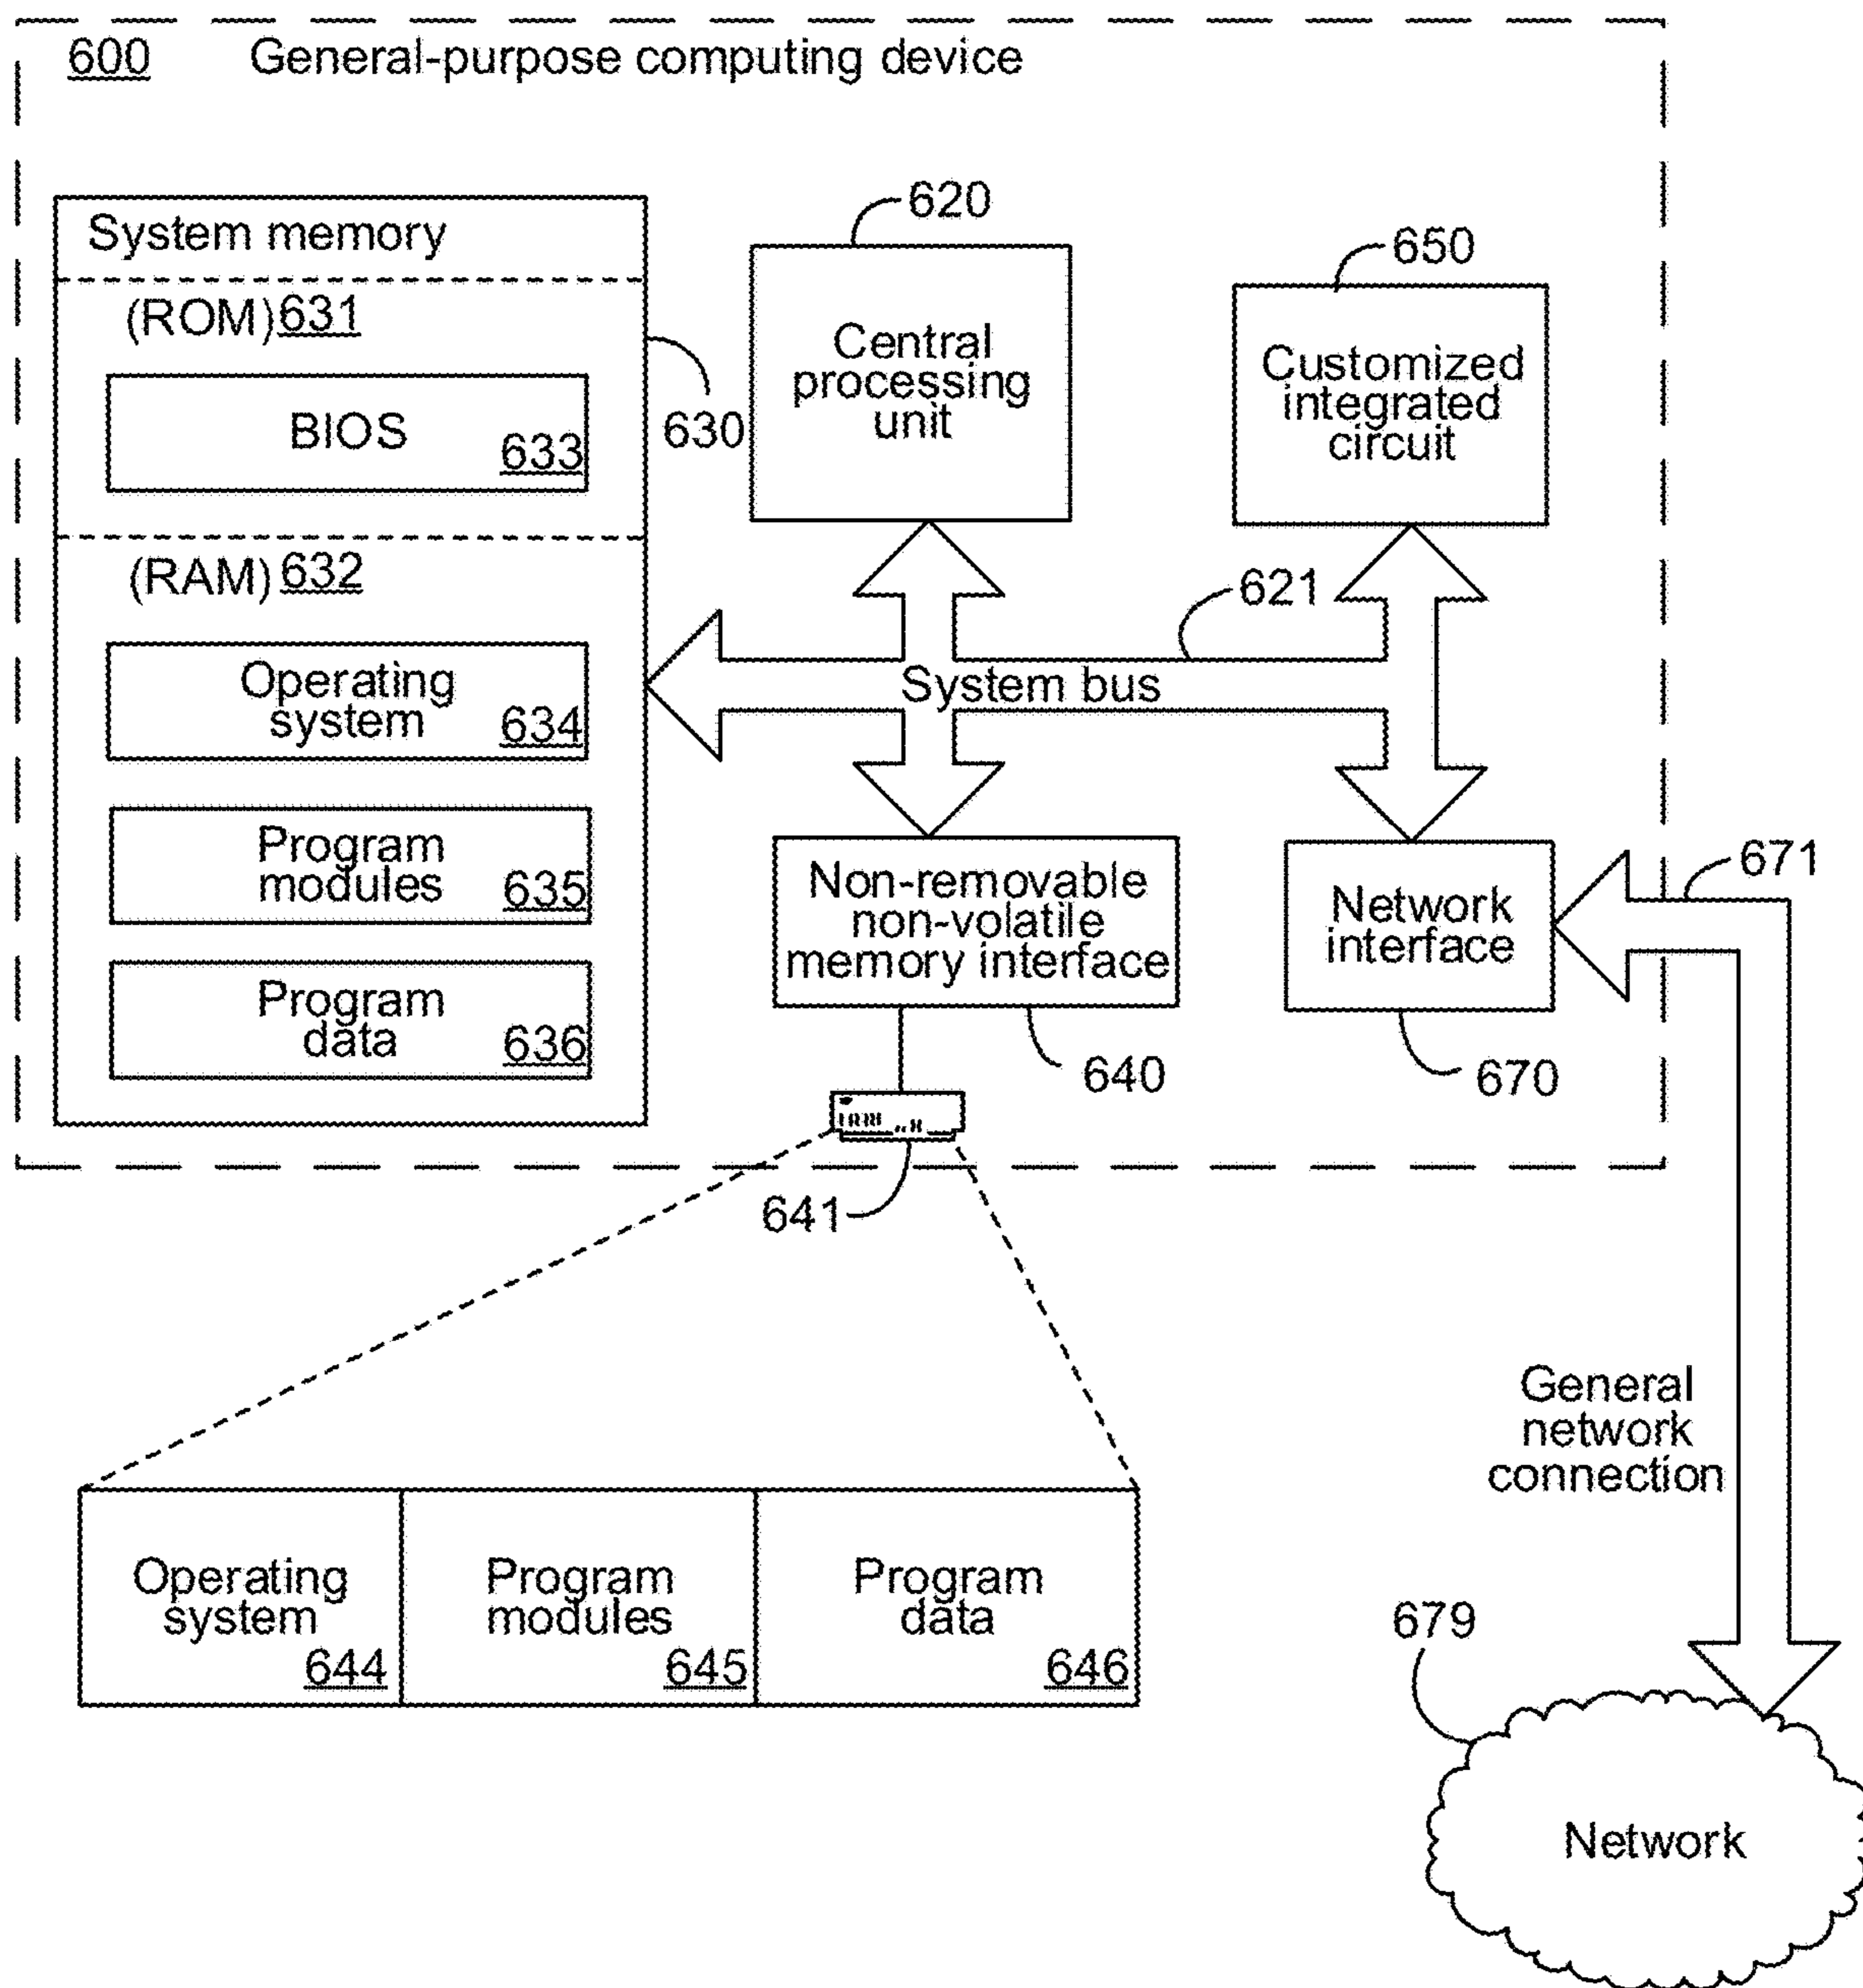 600 General-purpose computing device
System memory
(ROM) 631
BIOS
633
630
(RAM) 632
Operating
system
634
Program
modules
635
Program
data
636
620
Central
processing
unit
650
Customized
integrated
circuit
621
System bus
Non-removable
non-volatile
memory interface
640
641
Network
interface
670
671
Operating
system
644
Program
modules
645
Program
data
646
General
network
connection
679
Network